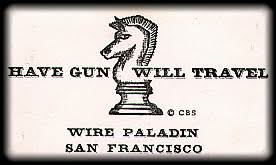 HAVE GUN WILL TRAVEL
© CBS
WIRE PALADIN
SAN FRANCISCO